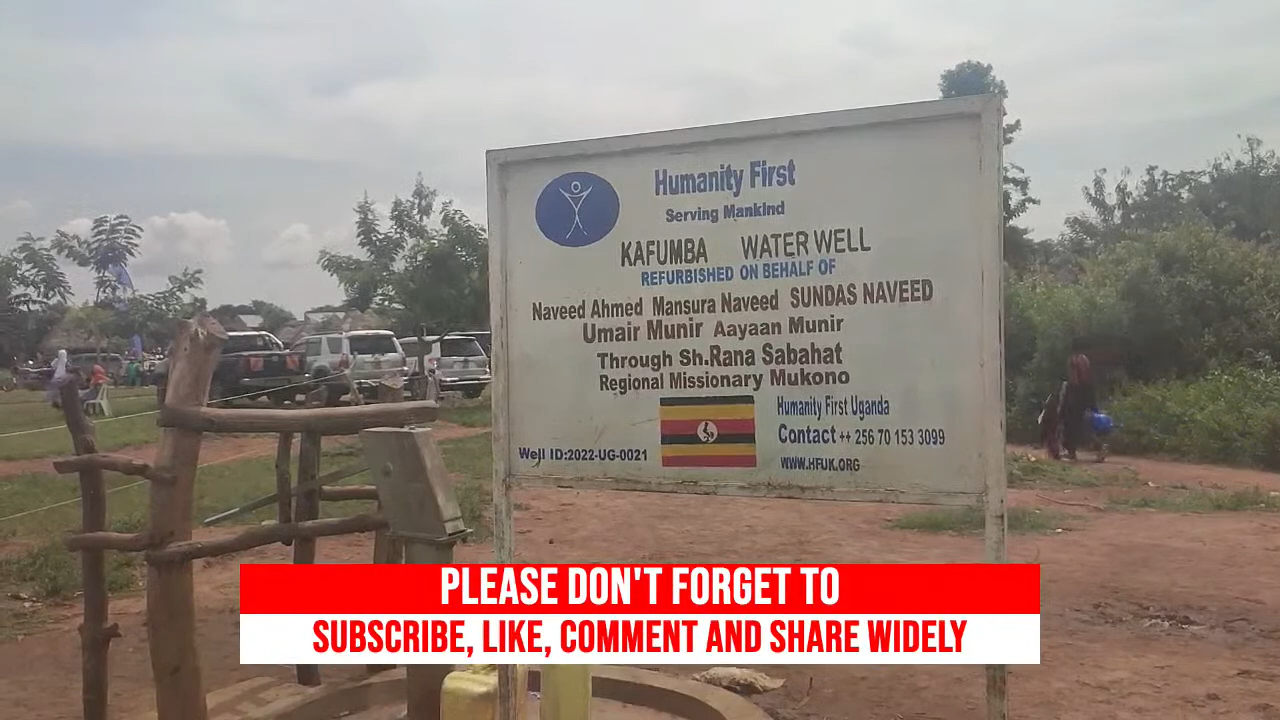 Humanity First
Serving Mankind
KAFUMBA WATER WELL
REFURBISHED ON BEHALF OF
Naveed Ahmed Mansura Naveed SUNDAS NAVEED
Umair Munir Aayaan Munir
Through Sh.Rana Sabahat
Regional Missionary Mukono
Humanity First Uganda
Contact ++ 256 70 153 3099
Well ID:2022-UG-0021
WWW.HFUK.ORG
PLEASE DON'T FORGET TO
SUBSCRIBE, LIKE, COMMENT AND SHARE WIDELY